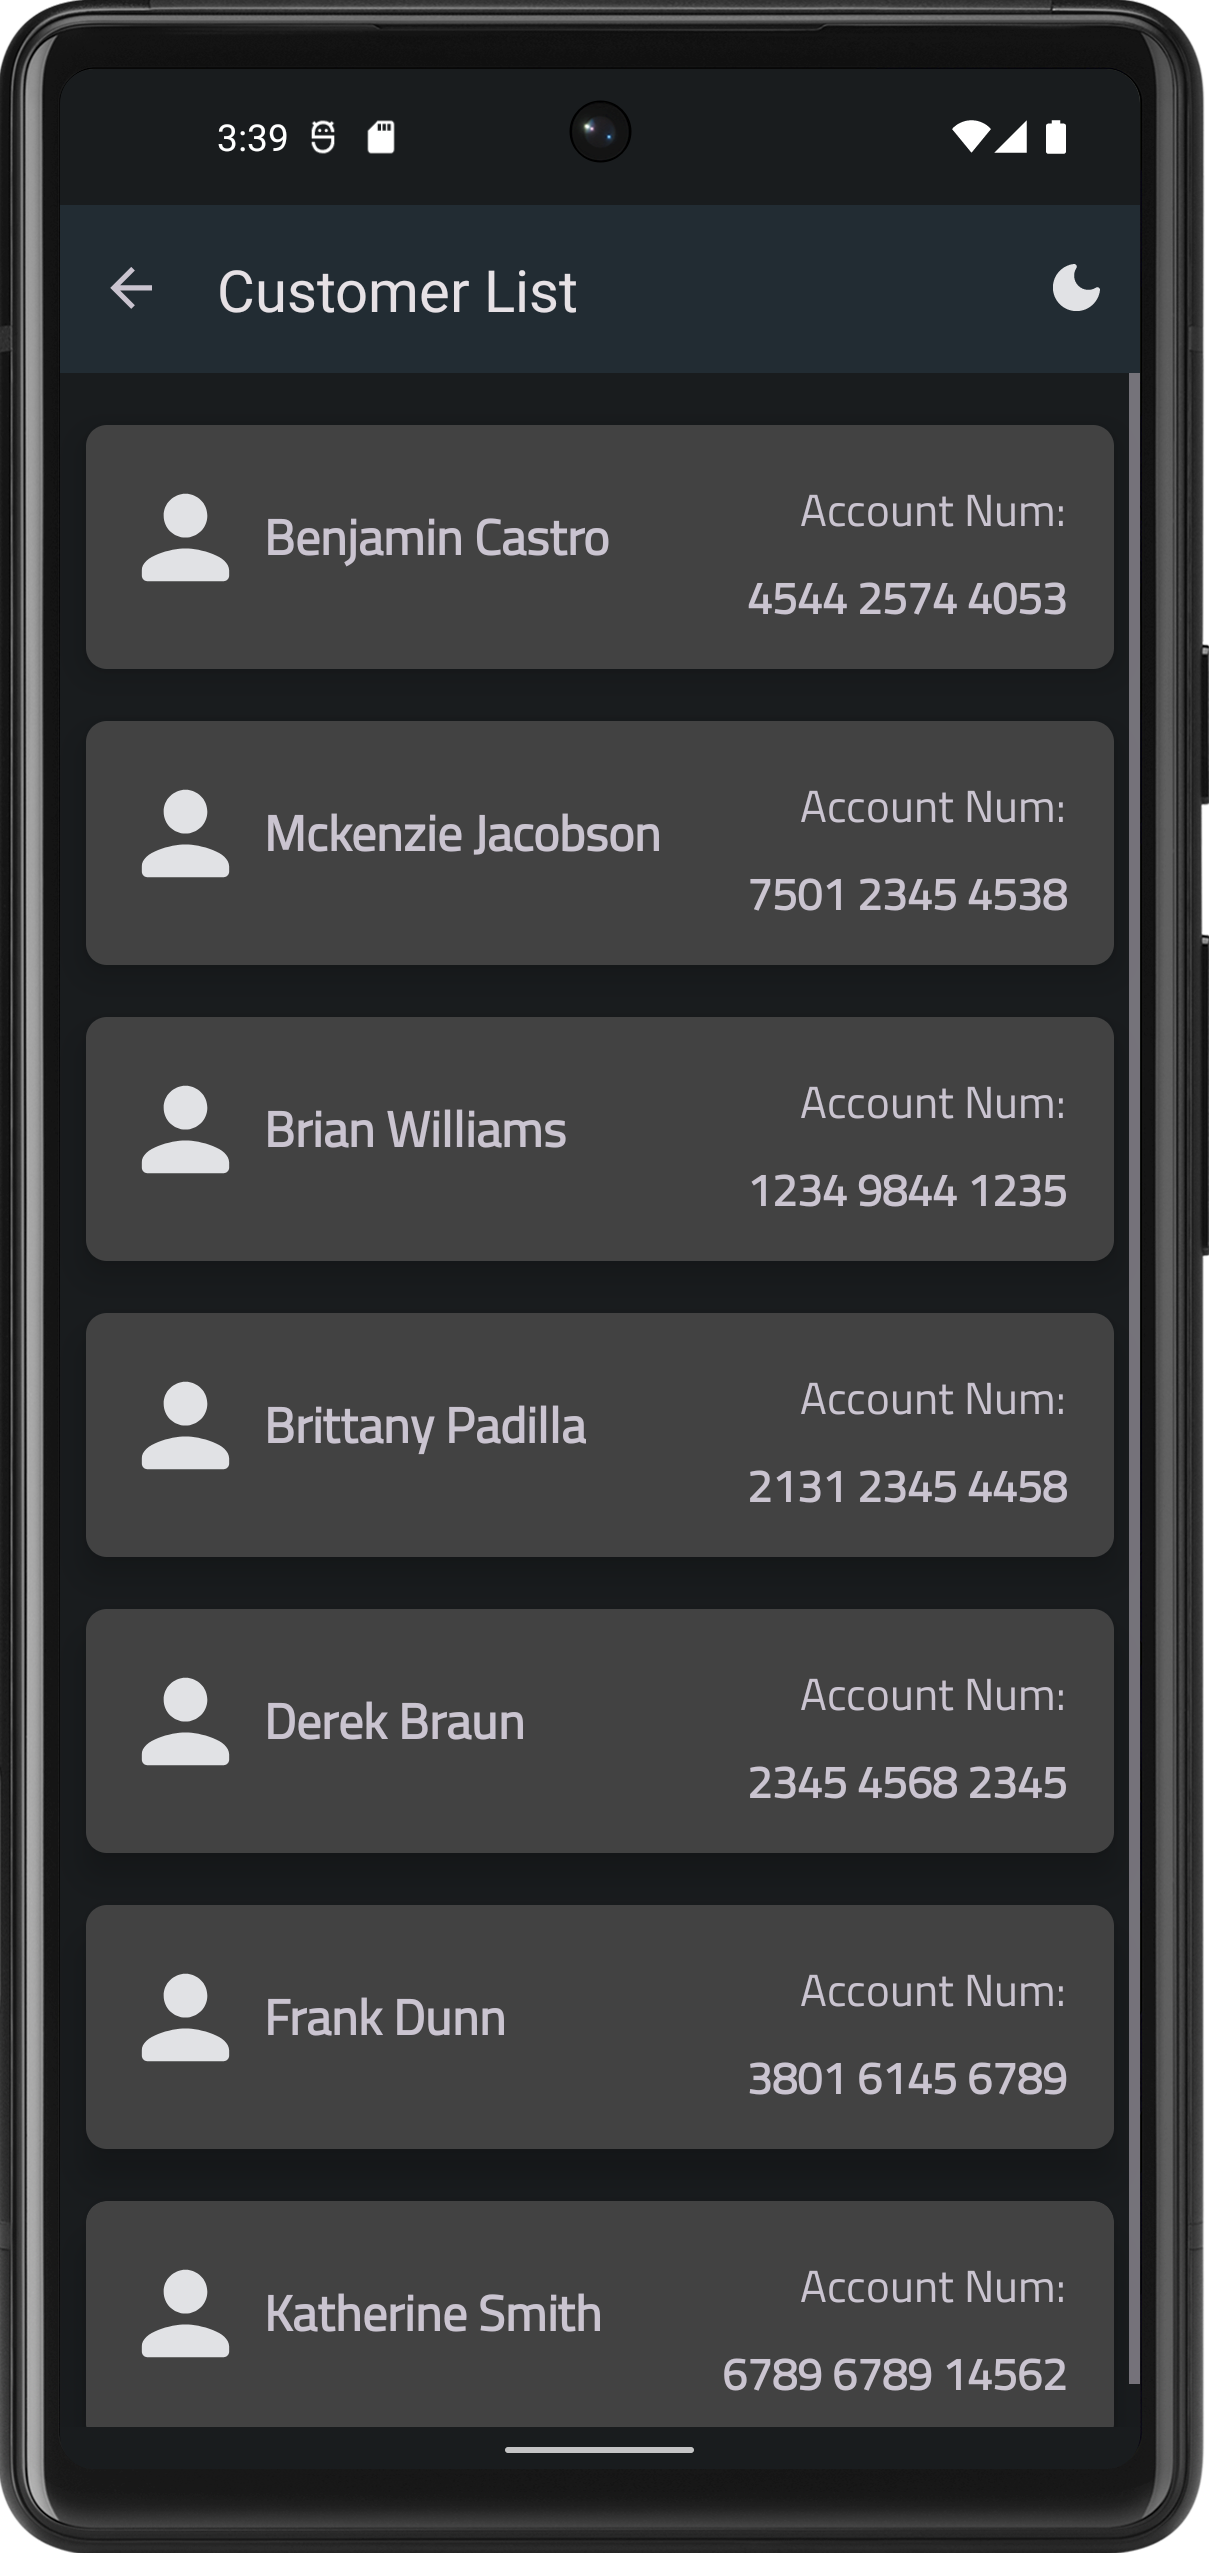 3:39
Customer List
Benjamin Castro
Account Num:
4544 2574 4053
Mckenzie Jacobson
Account Num:
7501 2345 4538
Brian Williams
Account Num:
1234 9844 1235
Brittany Padilla
Account Num:
2131 2345 4458
Derek Braun
Account Num:
2345 4568 2345
Frank Dunn
Account Num:
3801 6145 6789
Katherine Smith
Account Num:
6789 6789 14562